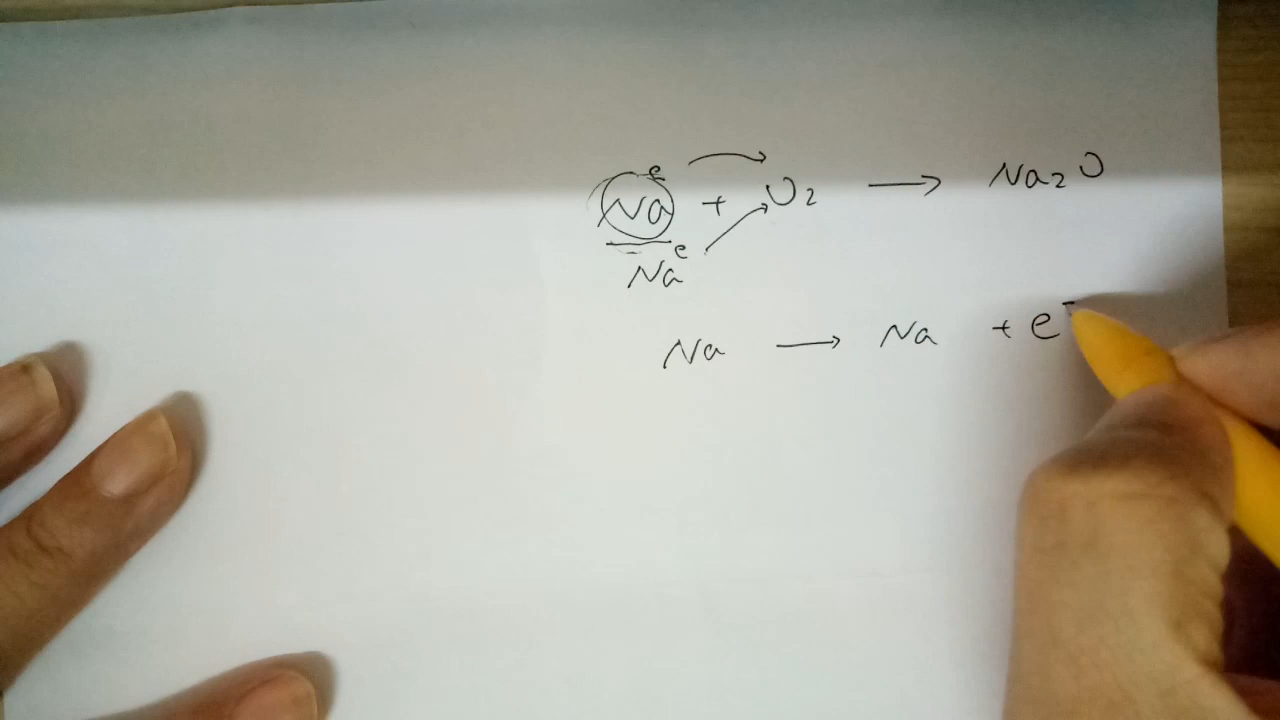 Na e + O2 → Na2O
Na e
Na → Na + e-